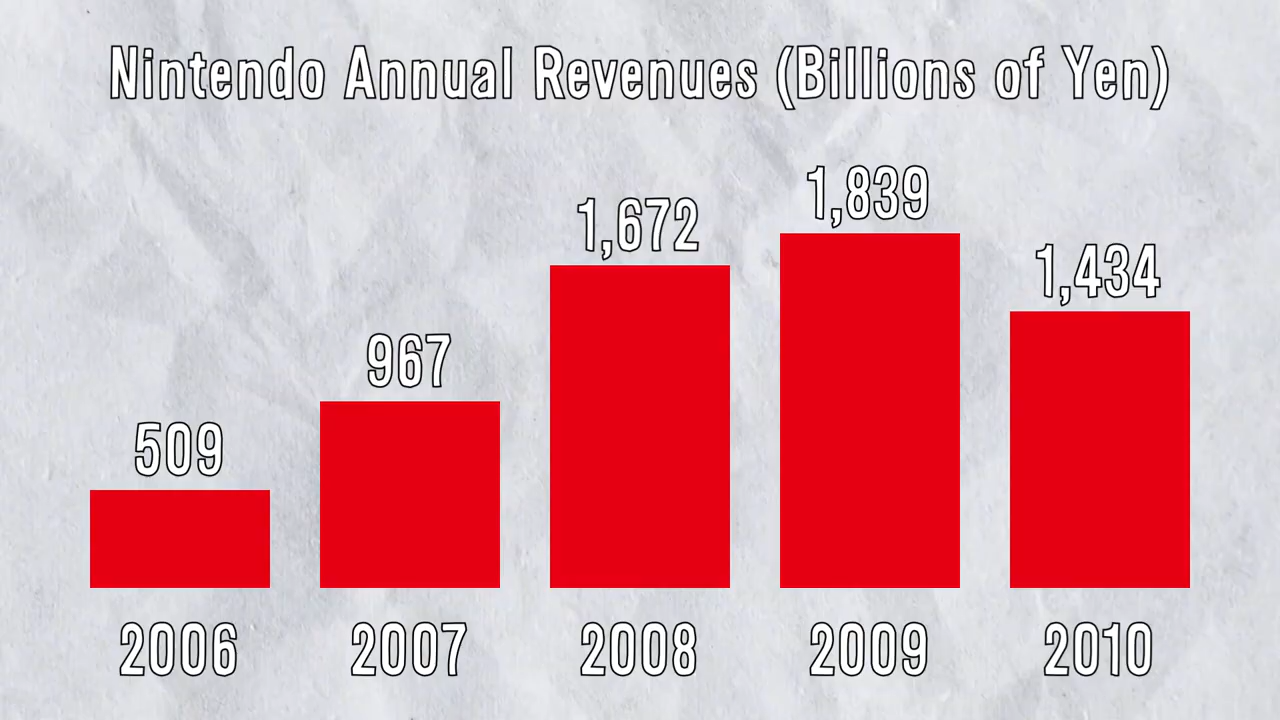 Nintendo Annual Revenues (Billions of Yen)
1,839
1,672
1,434
967
509
2006 2007 2008 2009 2010